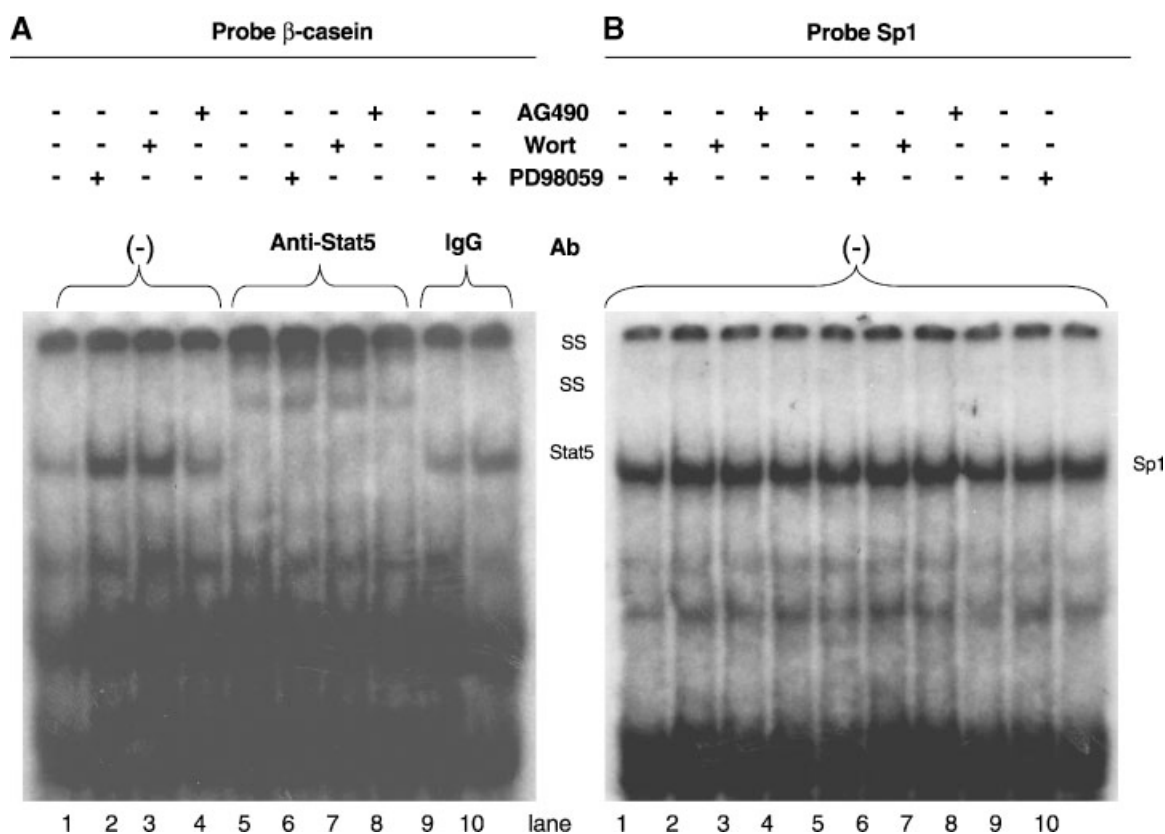 A Probe β-casein B Probe Sp1
- - - + - - - + - - AG490 - - - + - - - + - -
- - + - - - + - - - Wort - - + - - - + - - -
- + - - - + - - - + PD98059 - + - - - + - - - +
(-) Anti-Stat5 IgG Ab (-)
SS
SS
Stat5 Sp1
1 2 3 4 5 6 7 8 9 10 lane 1 2 3 4 5 6 7 8 9 10